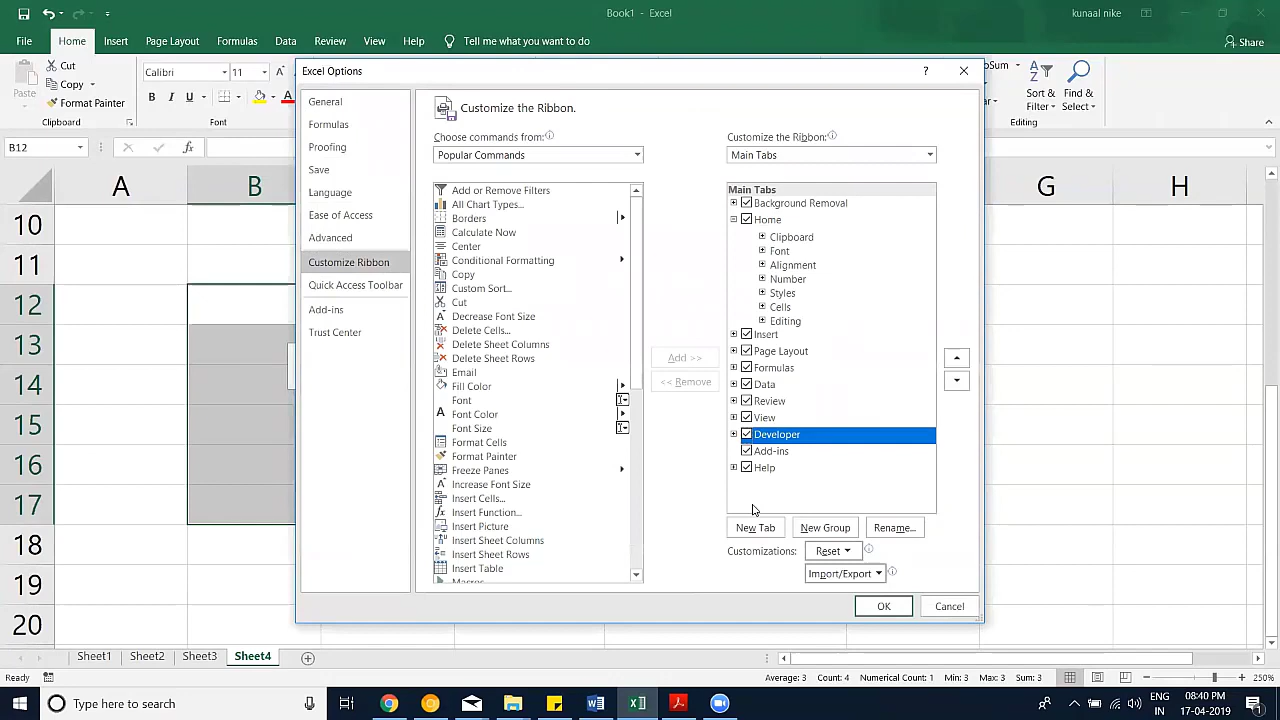 Book1 - Excel
kunaal nike
File Home Insert Page Layout Formulas Data Review View Help Tell me what you want to do Share
Paste
Cut
Copy
Format Painter
Clipboard
Calibri 11
B I U
Font
Sort & Filter
Find & Select
Editing
B12
A B G H
10
11
12
13
14
15
16
17
18
19
20
Excel Options
General
Formulas
Proofing
Save
Language
Ease of Access
Advanced
Customize Ribbon
Quick Access Toolbar
Add-ins
Trust Center
Customize the Ribbon.
Choose commands from:
Popular Commands
Add or Remove Filters
All Chart Types...
Borders
Calculate Now
Center
Conditional Formatting
Copy
Custom Sort...
Cut
Decrease Font Size
Delete Cells...
Delete Sheet Columns
Delete Sheet Rows
Email
Fill Color
Font
Font Color
Font Size
Format Cells
Format Painter
Freeze Panes
Increase Font Size
Insert Cells...
Insert Function...
Insert Picture
Insert Sheet Columns
Insert Sheet Rows
Insert Table
Macros
Add >>
<< Remove
Customize the Ribbon:
Main Tabs
Main Tabs
Background Removal
Home
Clipboard
Font
Alignment
Number
Styles
Cells
Editing
Insert
Page Layout
Formulas
Data
Review
View
Developer
Add-ins
Help
New Tab New Group Rename...
Customizations: Reset
Import/Export
OK Cancel
Sheet1 Sheet2 Sheet3 Sheet4
Ready
Average: 3 Count: 4 Numerical Count: 1 Min: 3 Max: 3 Sum: 3 250%
Type here to search
ENG
IN
08:40 PM
17-04-2019